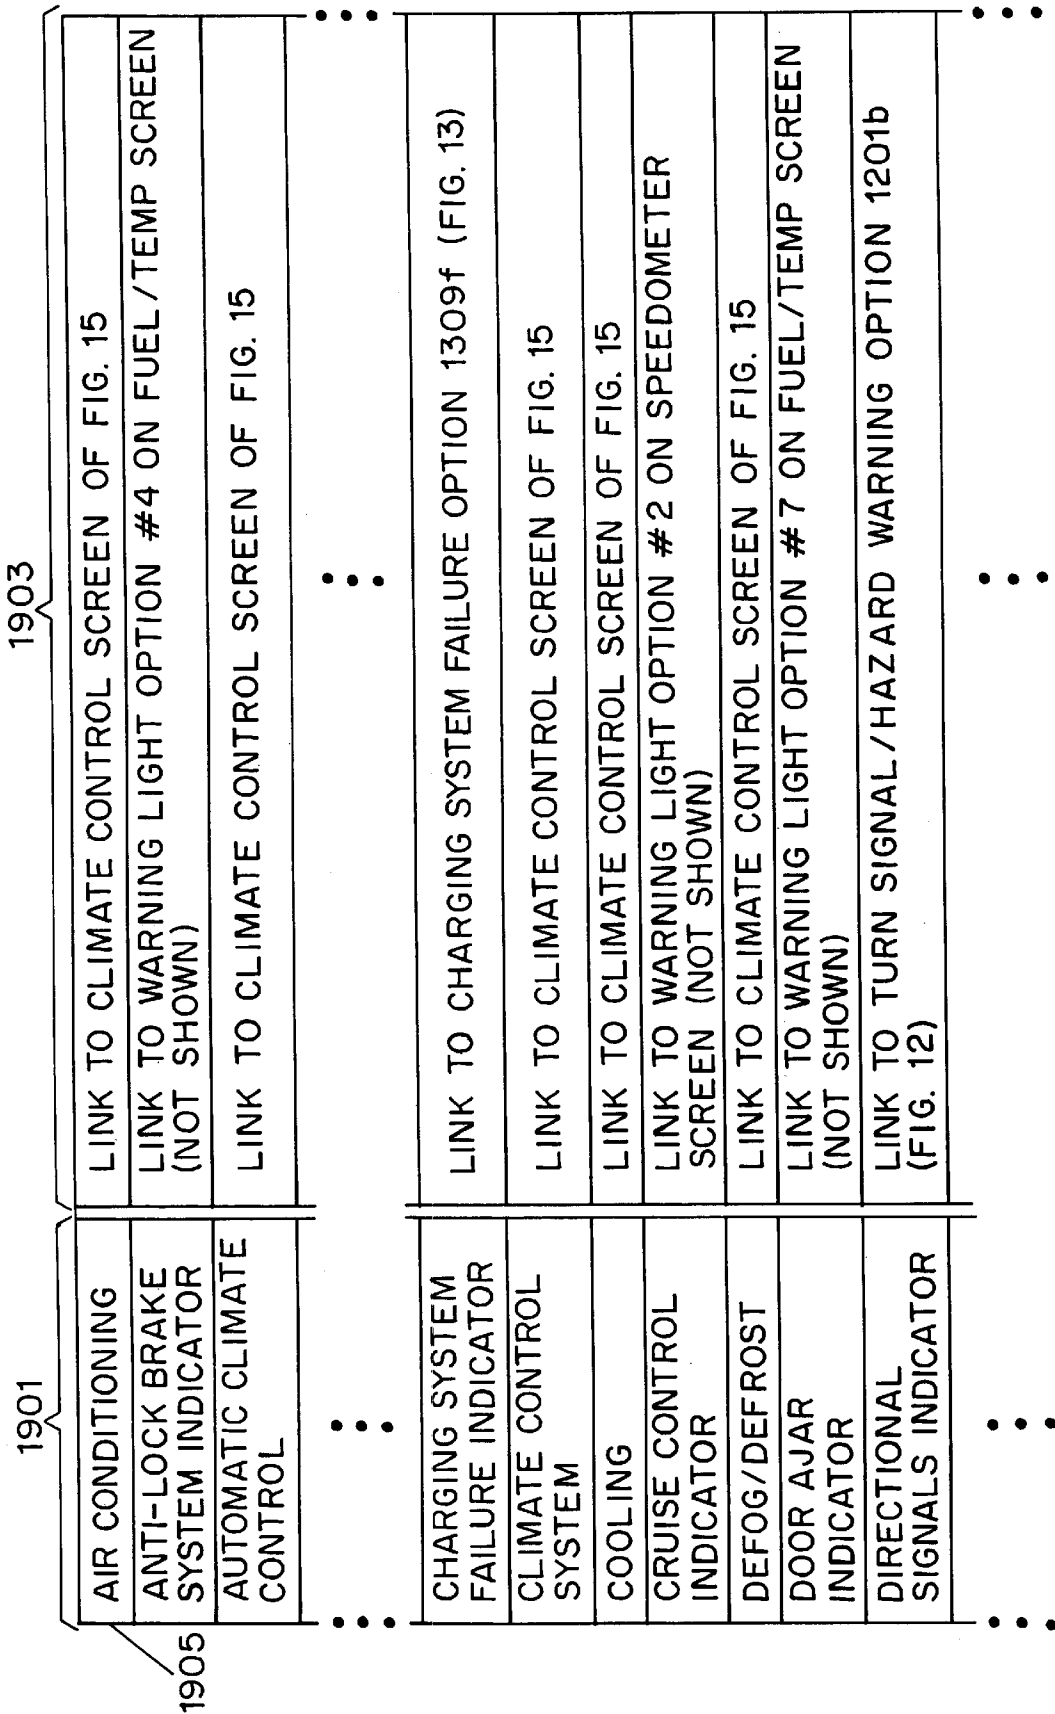 1901
1903
1905
AIR CONDITIONING
LINK TO CLIMATE CONTROL SCREEN OF FIG. 15
ANTI-LOCK BRAKE
SYSTEM INDICATOR
LINK TO WARNING LIGHT OPTION #4 ON FUEL/TEMP SCREEN
(NOT SHOWN)
AUTOMATIC CLIMATE
CONTROL
LINK TO CLIMATE CONTROL SCREEN OF FIG. 15
CHARGING SYSTEM
FAILURE INDICATOR
LINK TO CHARGING SYSTEM FAILURE OPTION 1309f (FIG. 13)
CLIMATE CONTROL
SYSTEM
LINK TO CLIMATE CONTROL SCREEN OF FIG. 15
COOLING
LINK TO CLIMATE CONTROL SCREEN OF FIG. 15
CRUISE CONTROL
INDICATOR
LINK TO WARNING LIGHT OPTION #2 ON SPEEDOMETER
SCREEN (NOT SHOWN)
DEFOG/DEFROST
LINK TO CLIMATE CONTROL SCREEN OF FIG. 15
DOOR AJAR
INDICATOR
LINK TO WARNING LIGHT OPTION #7 ON FUEL/TEMP SCREEN
(NOT SHOWN)
DIRECTIONAL
SIGNALS INDICATOR
LINK TO TURN SIGNAL/HAZARD WARNING OPTION 1201b
(FIG. 12)